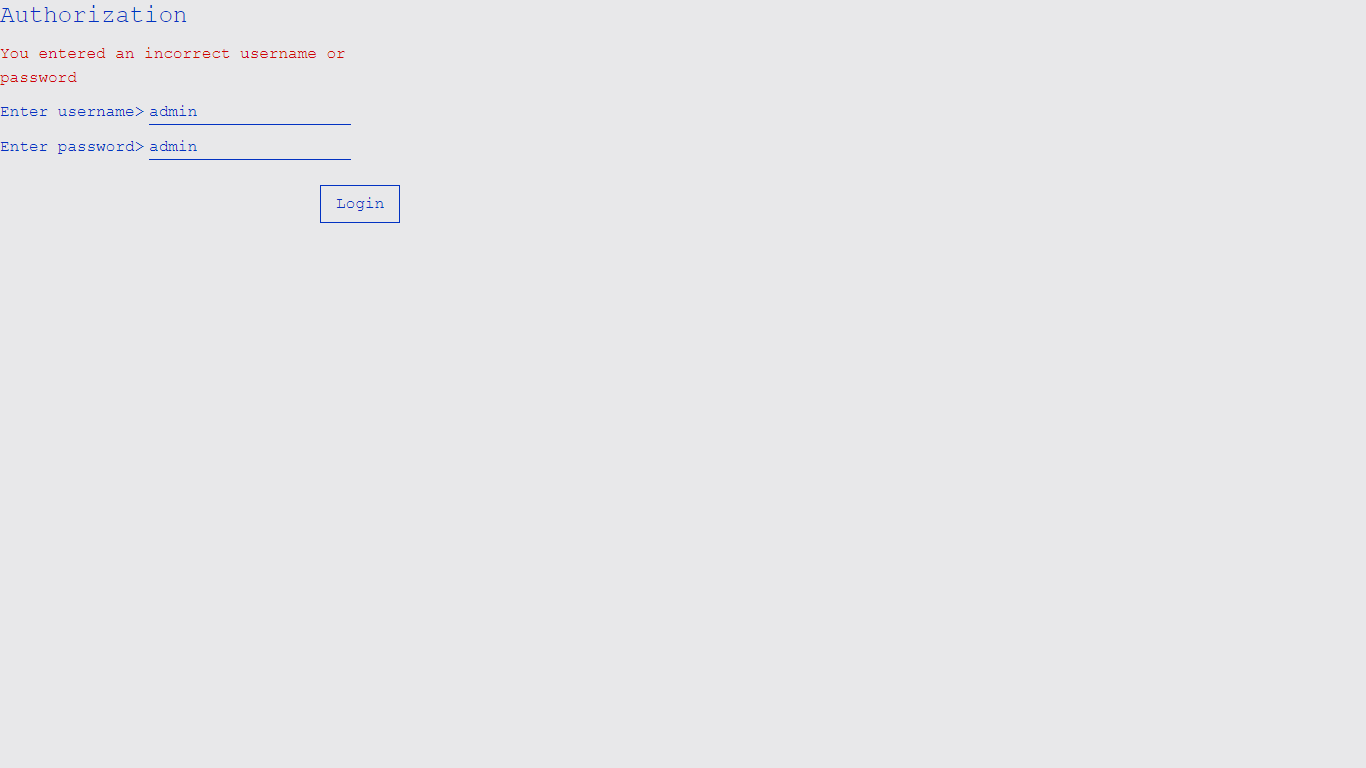 Authorization
You entered an incorrect username or
password
Enter username> admin
Enter password> admin
Login